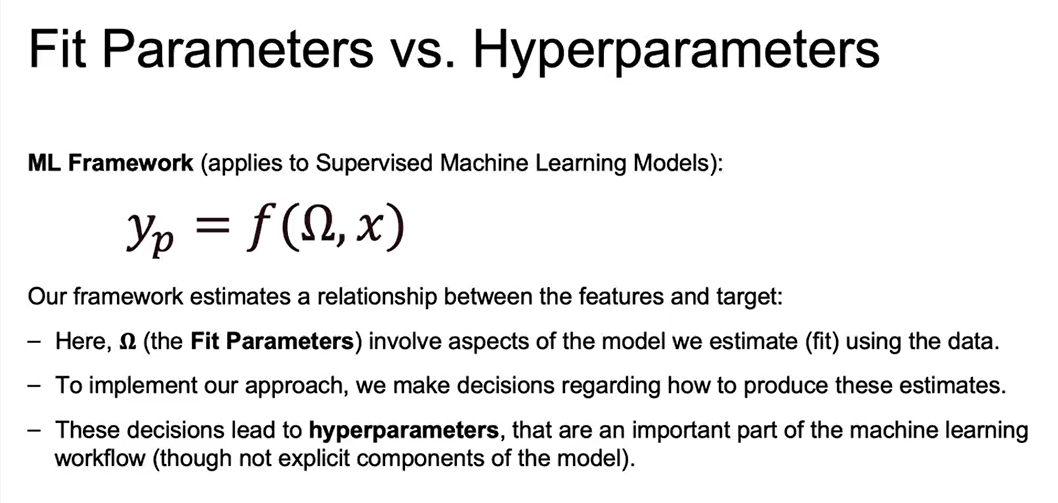 Fit Parameters vs. Hyperparameters
ML Framework (applies to Supervised Machine Learning Models):
yₚ = f(Ω, x)
Our framework estimates a relationship between the features and target:
– Here, Ω (the Fit Parameters) involve aspects of the model we estimate (fit) using the data.
– To implement our approach, we make decisions regarding how to produce these estimates.
– These decisions lead to hyperparameters, that are an important part of the machine learning
workflow (though not explicit components of the model).